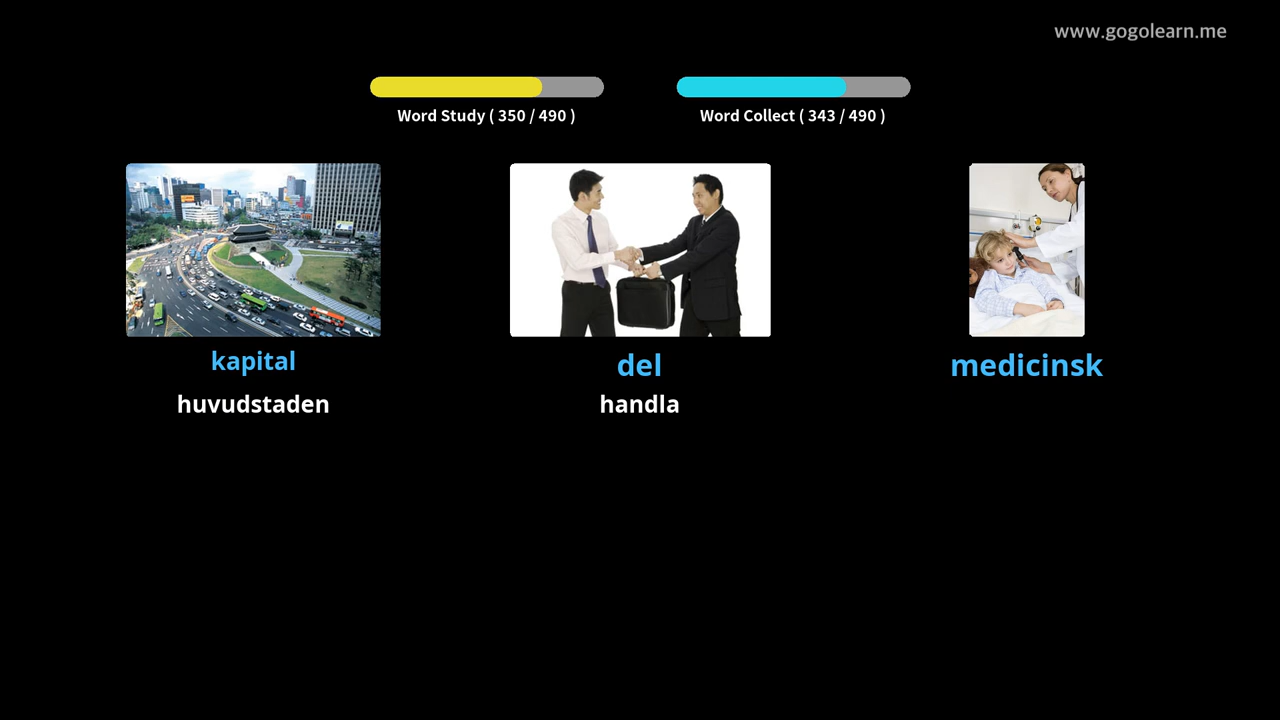 www.gogolearn.me
Word Study ( 350 / 490 )
Word Collect ( 343 / 490 )
kapital
huvudstaden
del
handla
medicinsk